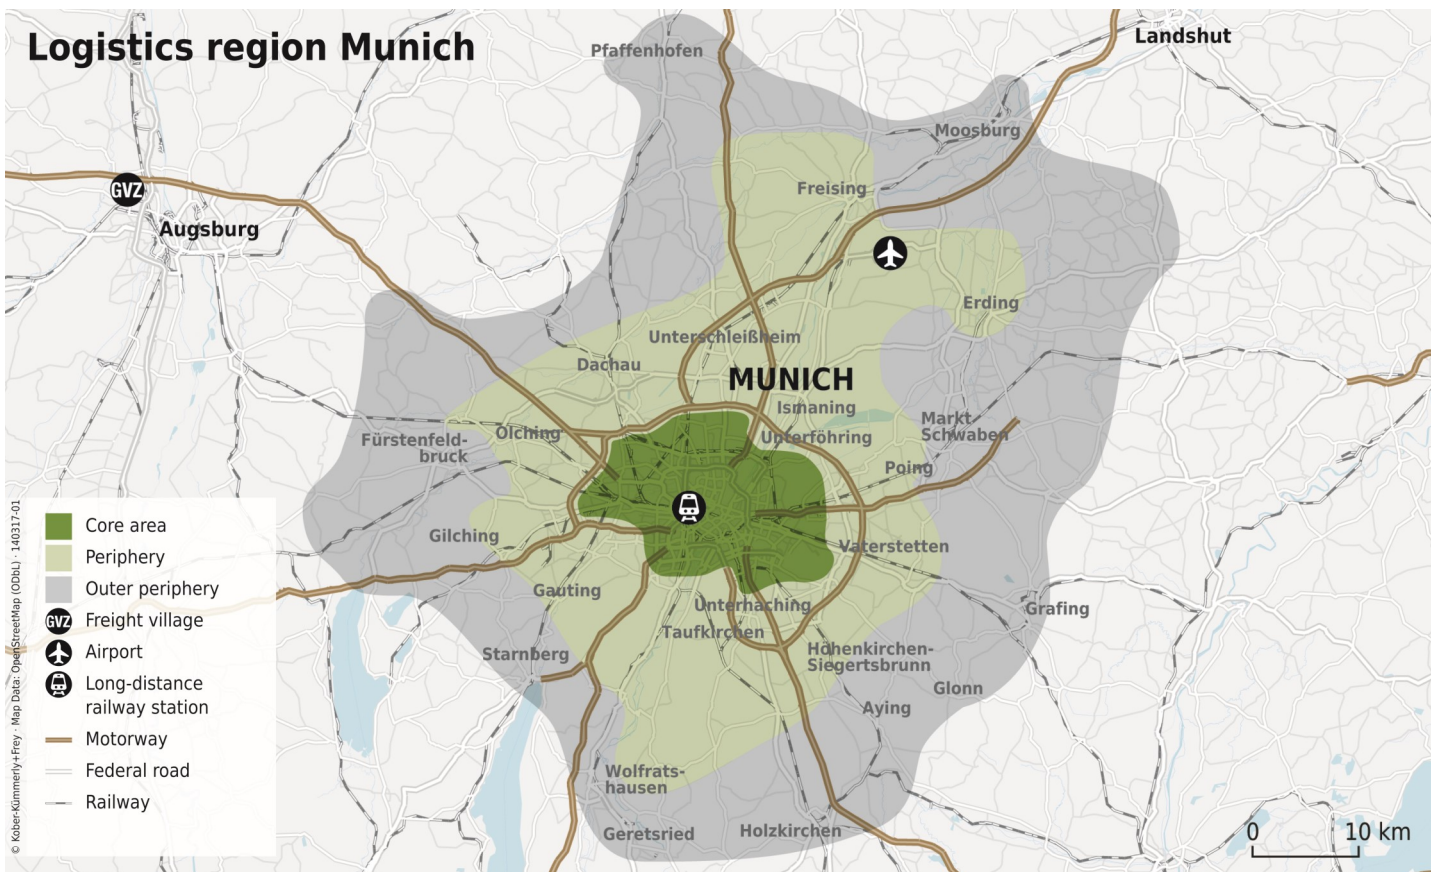 Logistics region Munich
Pfaffenhofen
Landshut
Moosburg
GVZ
Freising
Augsburg
Erding
Unterschleißheim
Dachau
MUNICH
Ismaning
Olching
Unterföhring
Markt
Schwaben
Fürstenfeld-
bruck
Poing
Gilching
Vaterstetten
Gauting
Unterhaching
Grafing
Taufkirchen
Starnberg
Höhenkirchen-
Siegertsbrunn
Glonn
Aying
Wolfrats-
hausen
Geretsried
Holzkirchen
Core area
Periphery
Outer periphery
GVZ Freight village
Airport
Long-distance
railway station
Motorway
Federal road
Railway
0 10 km
© Kober-Kümmerly+Frey · Map Data: OpenStreetMap (ODbL) · 140317-01